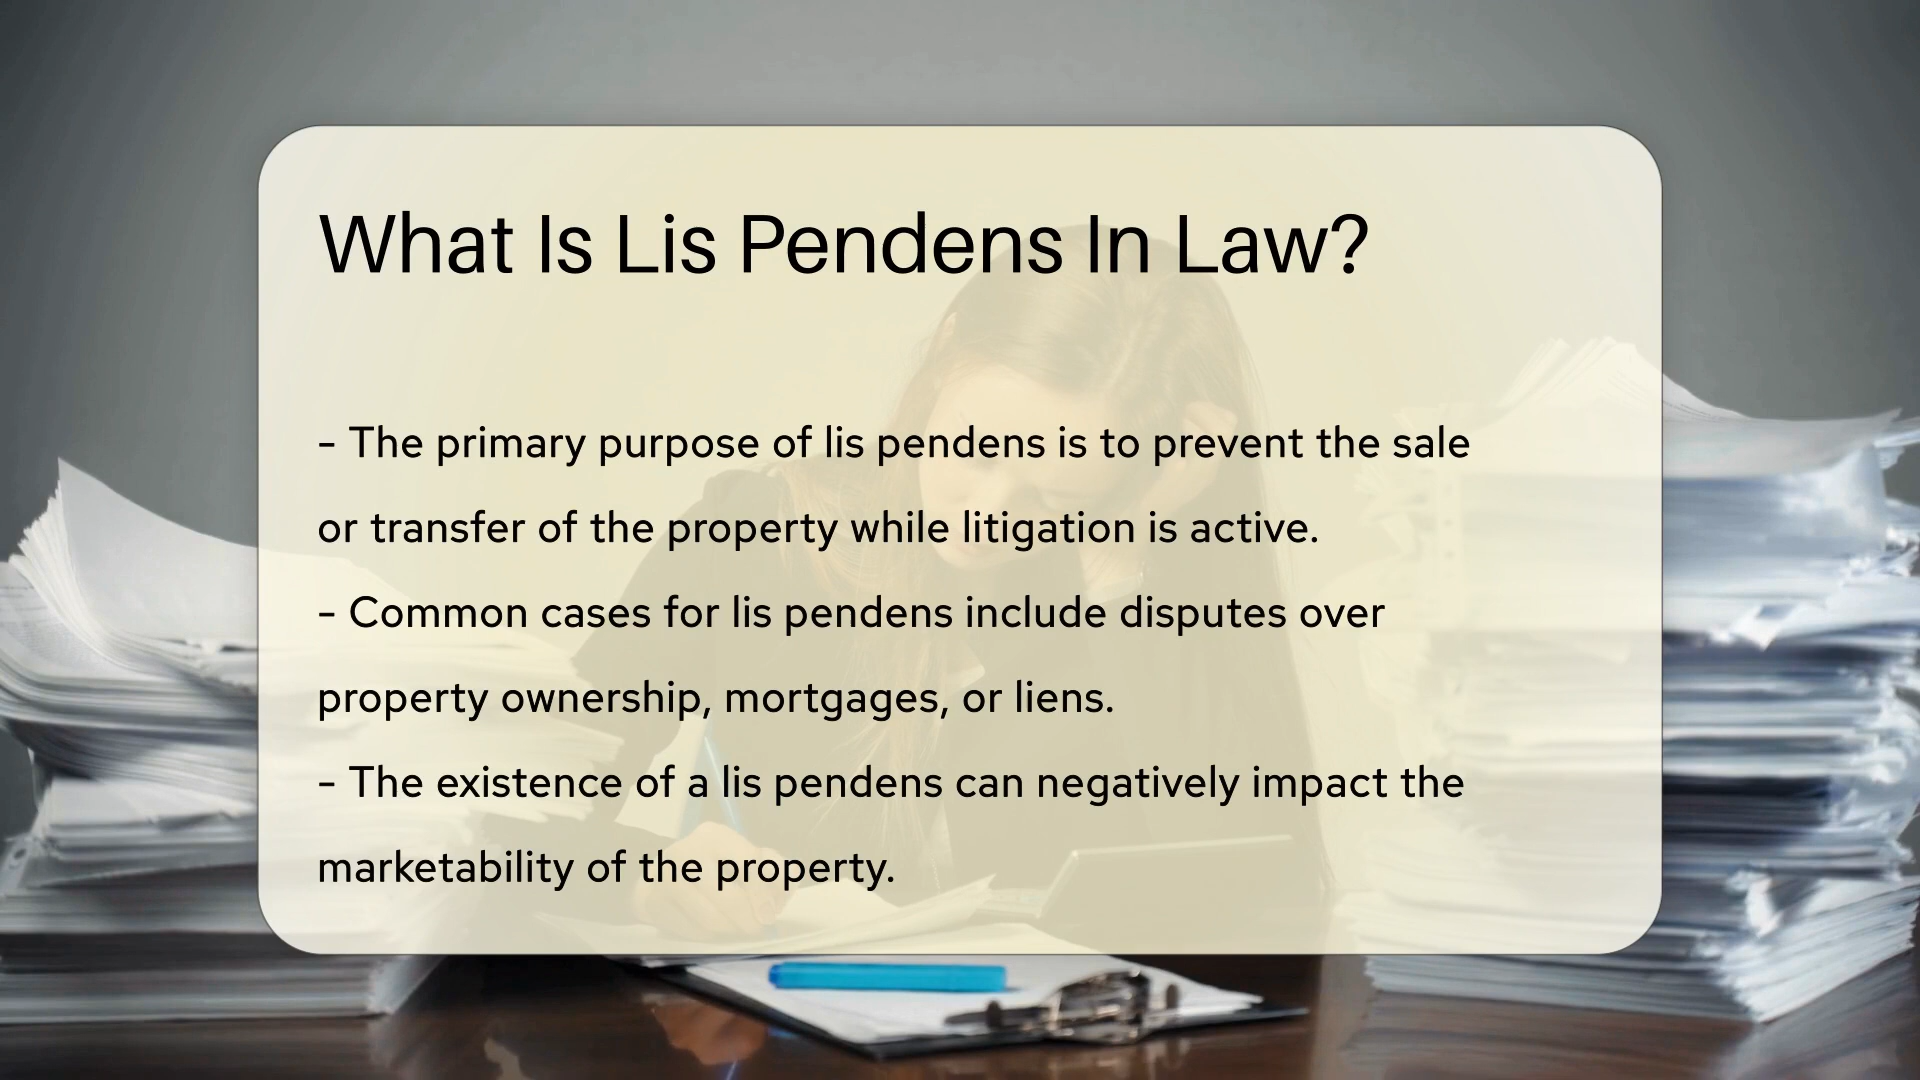 What Is Lis Pendens In Law?
- The primary purpose of lis pendens is to prevent the sale
or transfer of the property while litigation is active.
- Common cases for lis pendens include disputes over
property ownership, mortgages, or liens.
- The existence of a lis pendens can negatively impact the
marketability of the property.